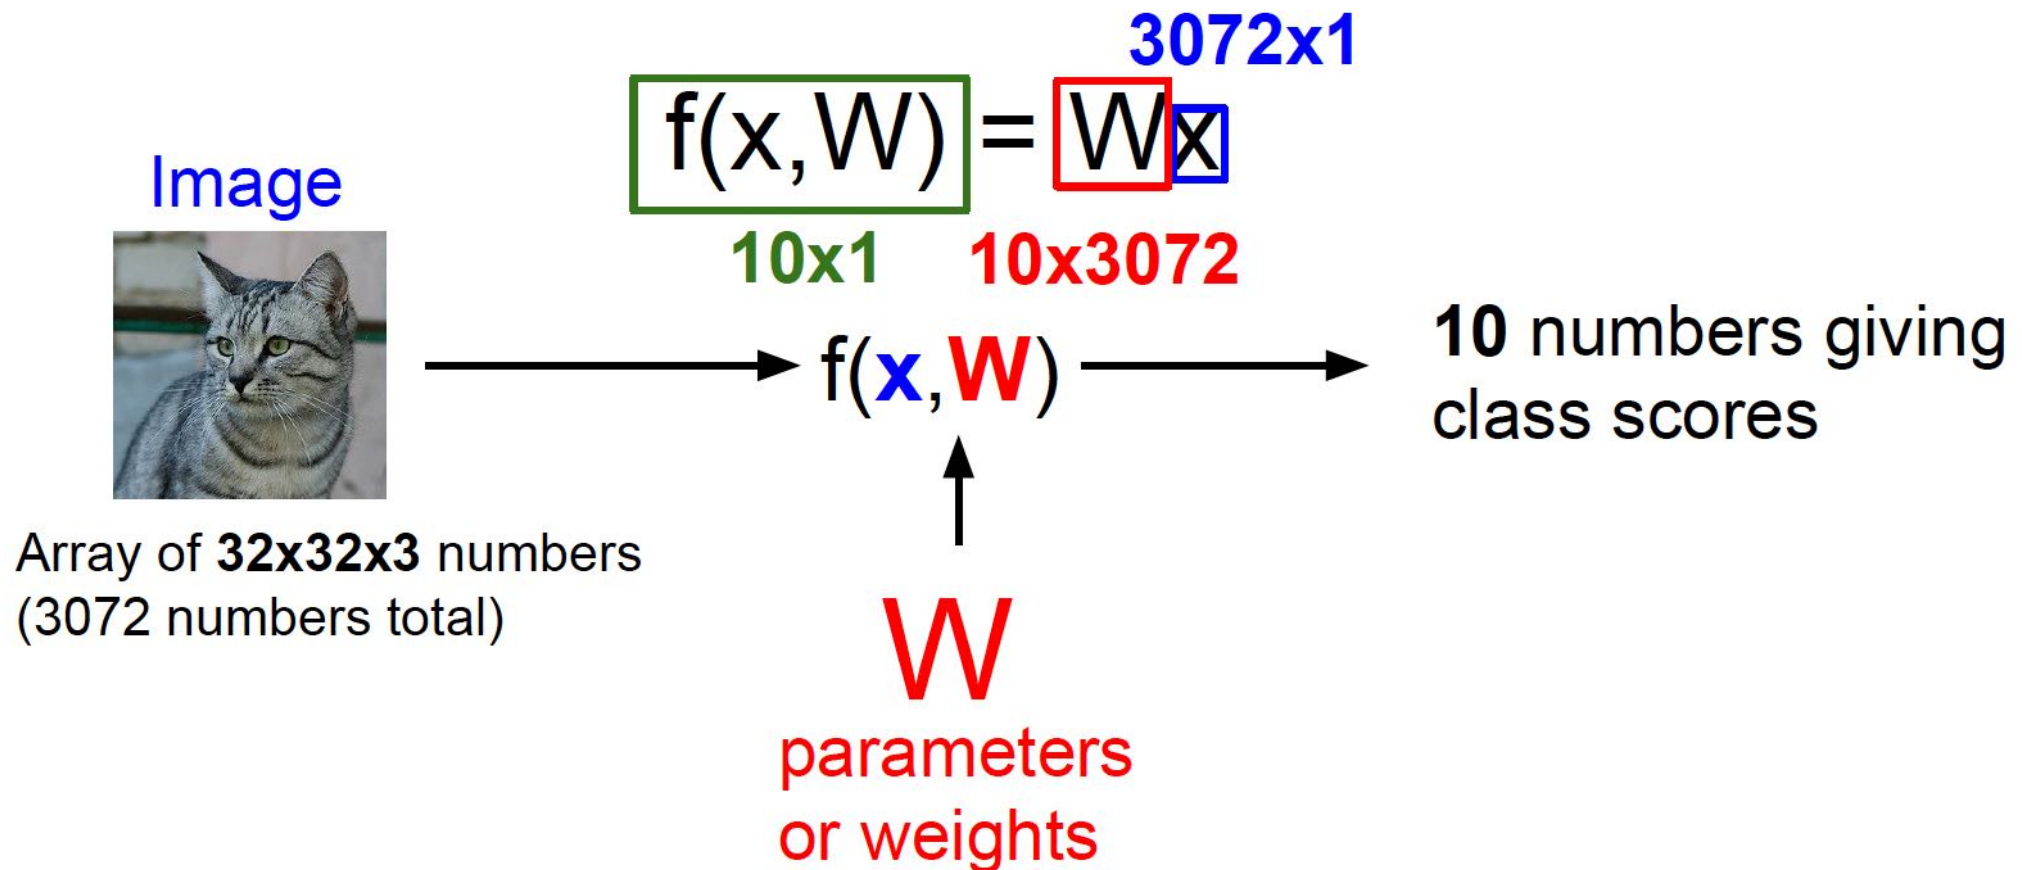 3072x1
f(x,W) = Wx
10x1 10x3072
Image
f(x,W)
10 numbers giving
class scores
Array of 32x32x3 numbers
(3072 numbers total)
W
parameters
or weights